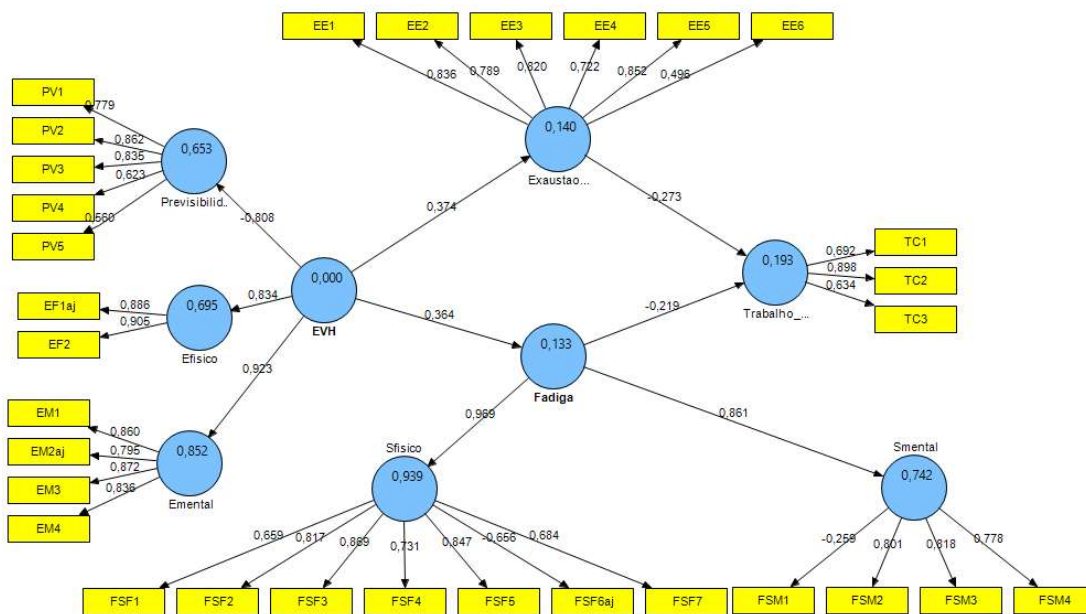 EE1 EE2 EE3 EE4 EE5 EE6
0,836 0,789 0,820 0,722 0,852 0,496
0,140
Exaustao...
PV1
PV2
PV3
PV4
PV5
0,779
0,862
0,835
0,623
0,560
0,653
Previsibilid..
-0,808
0,374
-0,273
EF1aj
EF2
0,886
0,905
0,695
Efisico
0,834
0,000
EVH
0,364
0,923
0,193
Trabalho_...
0,692
0,898
0,634
TC1
TC2
TC3
-0,219
0,133
Fadiga
0,969
0,861
EM1
EM2aj
EM3
EM4
0,860
0,795
0,872
0,836
0,852
Emental
Sfisico
0,939
0,659 0,817 0,869 0,731 0,847 -0,656 0,684
FSF1 FSF2 FSF3 FSF4 FSF5 FSF6aj FSF7
Smental
0,742
-0,259 0,801 0,818 0,778
FSM1 FSM2 FSM3 FSM4